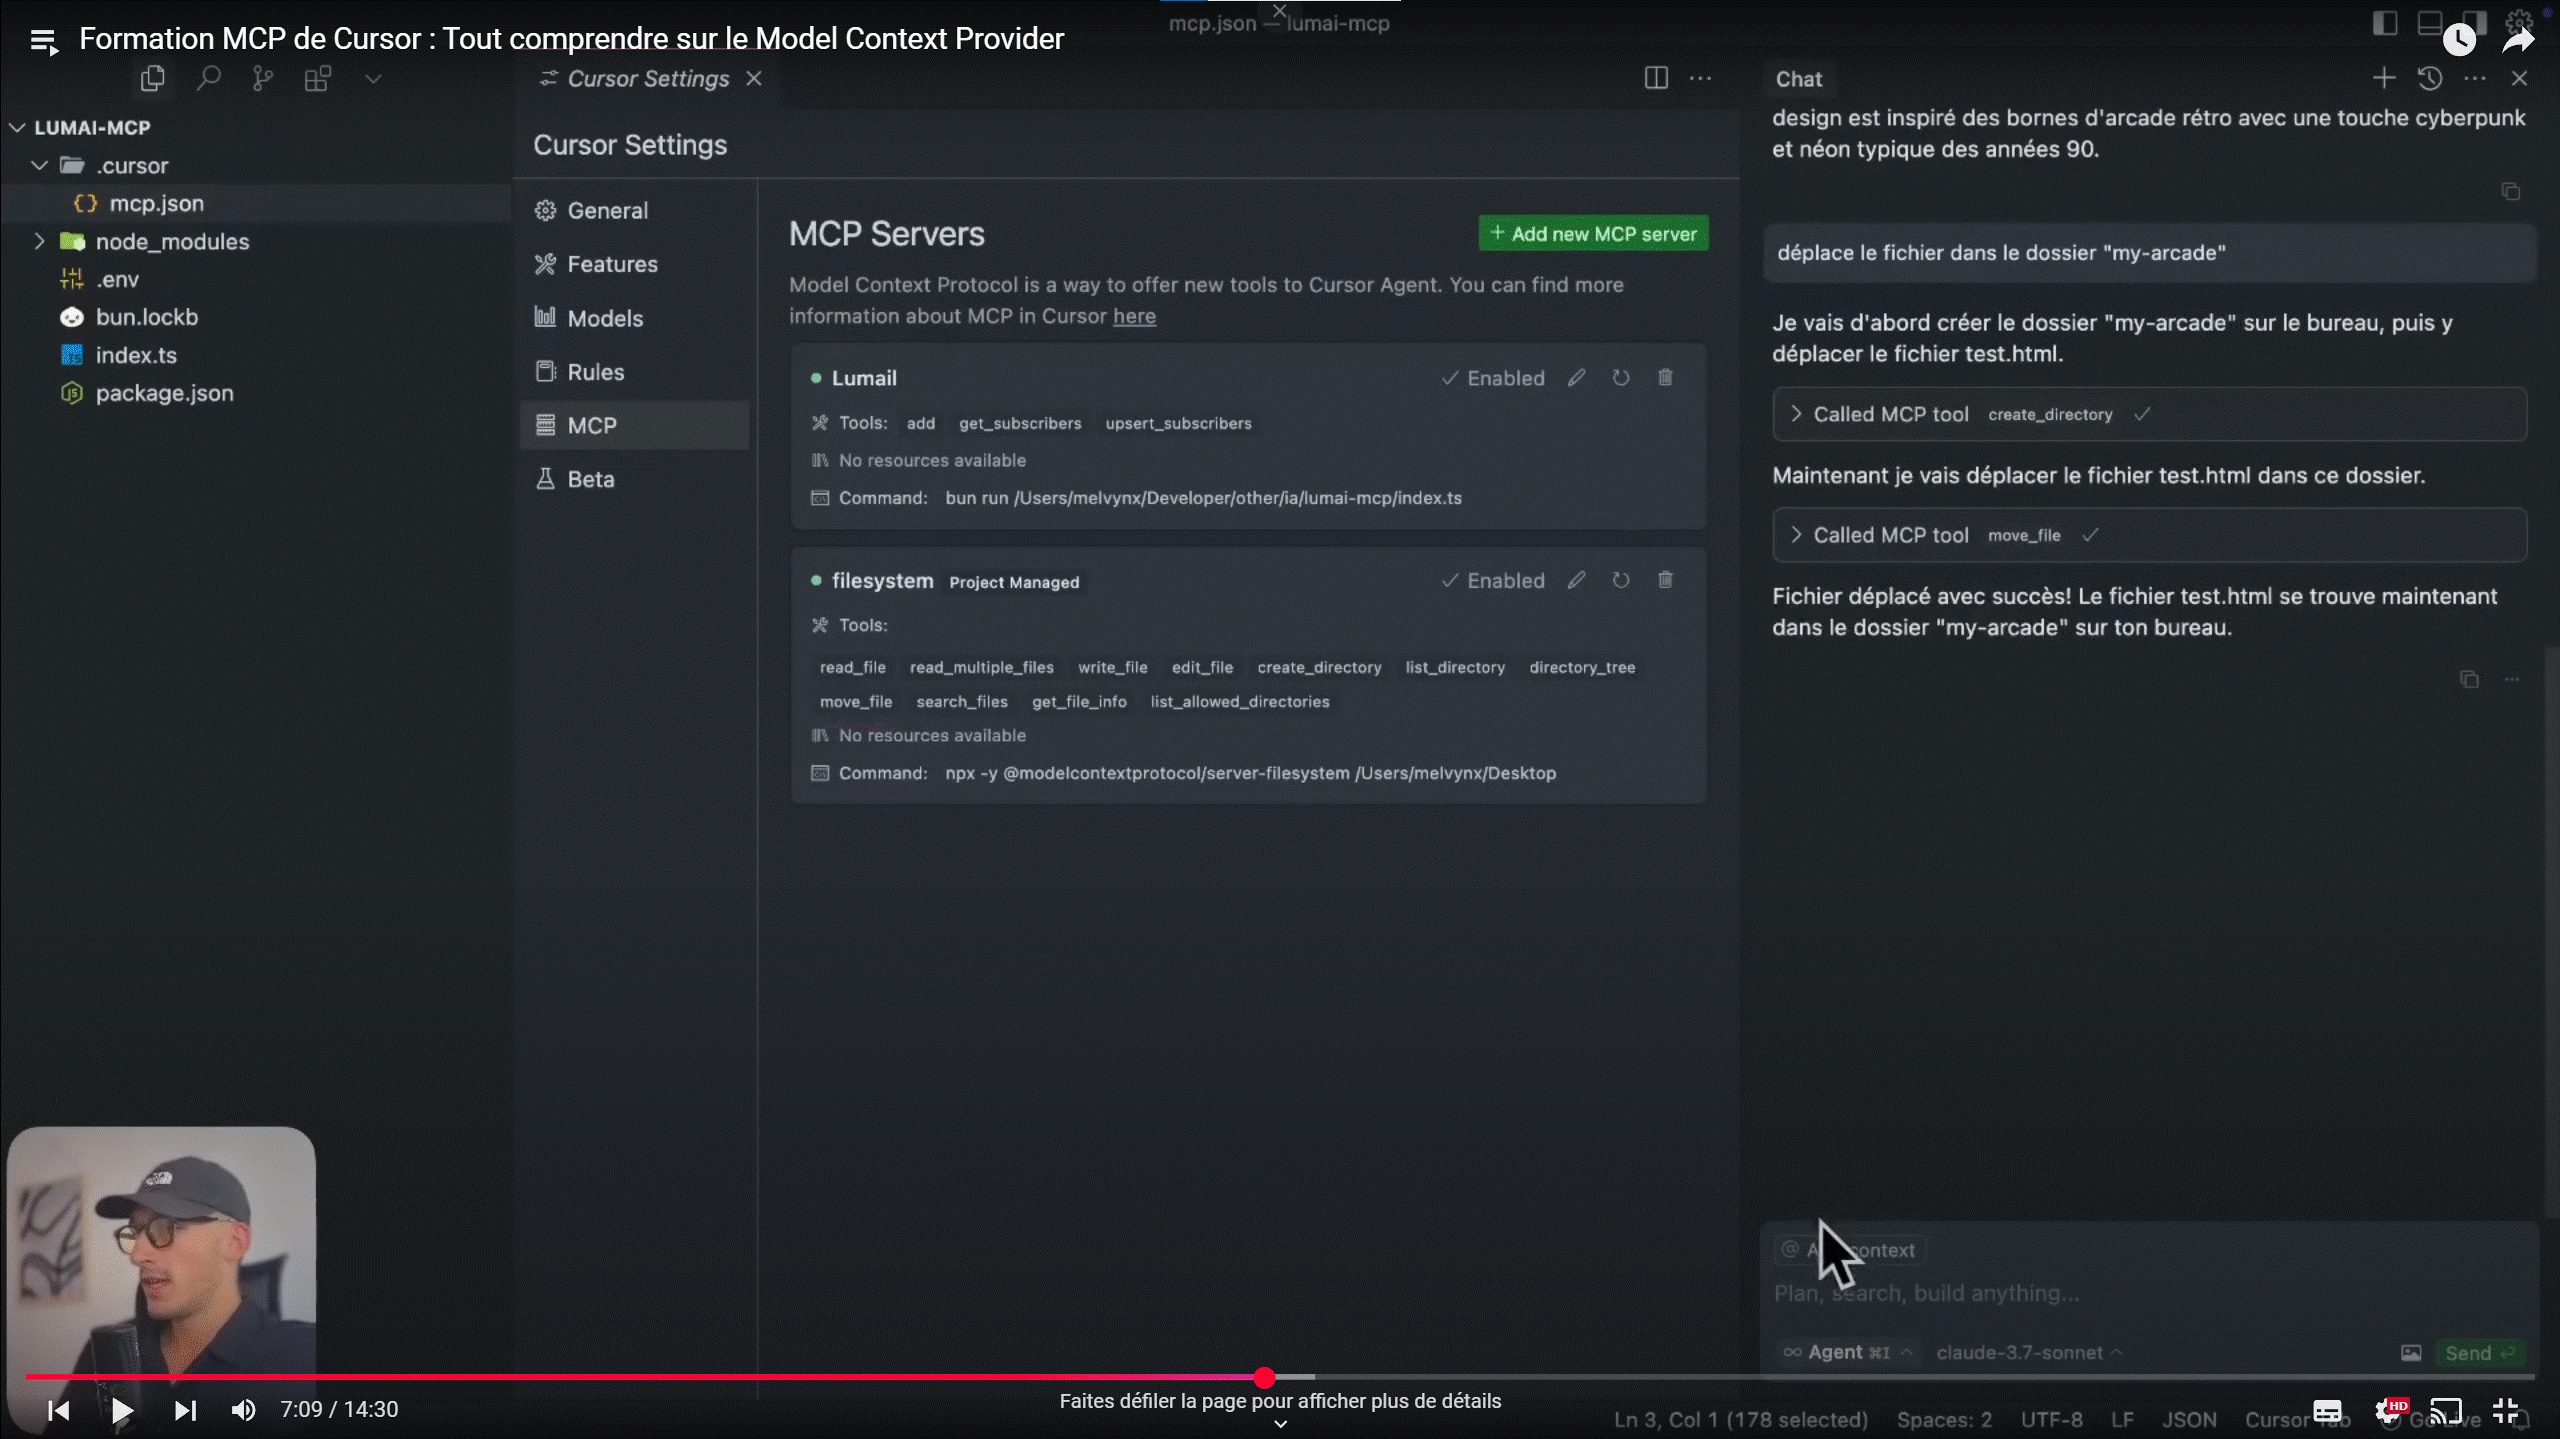 Formation MCP de Cursor : Tout comprendre sur le Model Context Provider
mcp.json — lumai-mcp
Cursor Settings
LUMAI-MCP
.cursor
mcp.json
node_modules
.env
bun.lockb
index.ts
package.json
Cursor Settings
General
Features
Models
Rules
MCP
Beta
MCP Servers
+ Add new MCP server
Model Context Protocol is a way to offer new tools to Cursor Agent. You can find more
information about MCP in Cursor here
Lumail
Enabled
Tools: add get_subscribers upsert_subscribers
No resources available
Command: bun run /Users/melvynx/Developer/other/ia/lumai-mcp/index.ts
filesystem Project Managed
Enabled
Tools:
read_file read_multiple_files write_file edit_file create_directory list_directory directory_tree
move_file search_files get_file_info list_allowed_directories
No resources available
Command: npx -y @modelcontextprotocol/server-filesystem /Users/melvynx/Desktop
Chat
design est inspiré des bornes d'arcade rétro avec une touche cyberpunk
et néon typique des années 90.
déplace le fichier dans le dossier "my-arcade"
Je vais d'abord créer le dossier "my-arcade" sur le bureau, puis y
déplacer le fichier test.html.
Called MCP tool create_directory
Maintenant je vais déplacer le fichier test.html dans ce dossier.
Called MCP tool move_file
Fichier déplacé avec succès! Le fichier test.html se trouve maintenant
dans le dossier "my-arcade" sur ton bureau.
context
Plan, search, build anything...
Agent ⌘I claude-3.7-sonnet
Send
7:09 / 14:30
Faites défiler la page pour afficher plus de détails
HD
Ln 3, Col 1 (178 selected) Spaces: 2 UTF-8 LF JSON Cursor